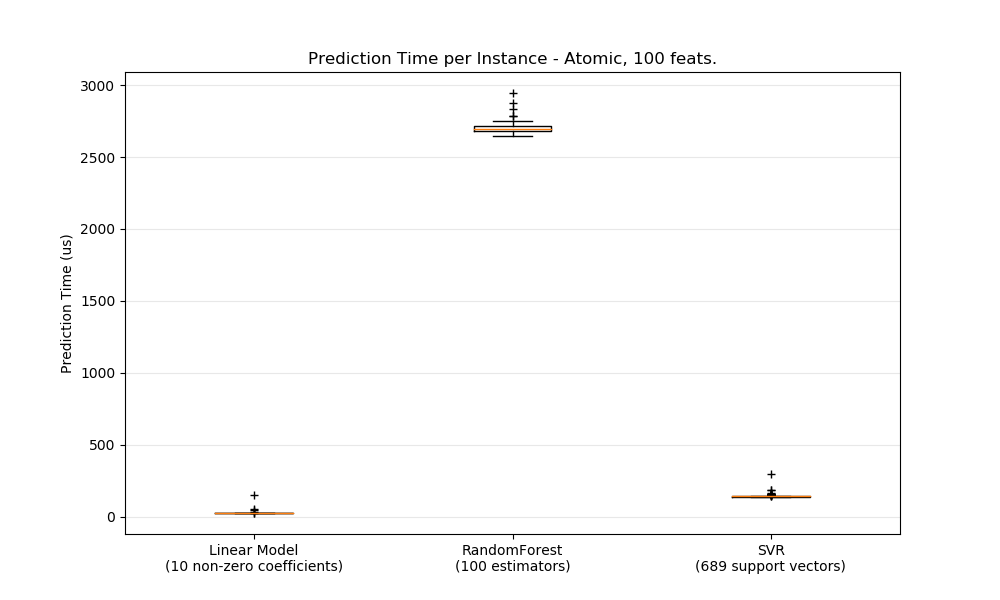 Prediction Time per Instance - Atomic, 100 feats.
Prediction Time (us)
3000
2500
2000
1500
1000
500
0
Linear Model
(10 non-zero coefficients)
RandomForest
(100 estimators)
SVR
(689 support vectors)